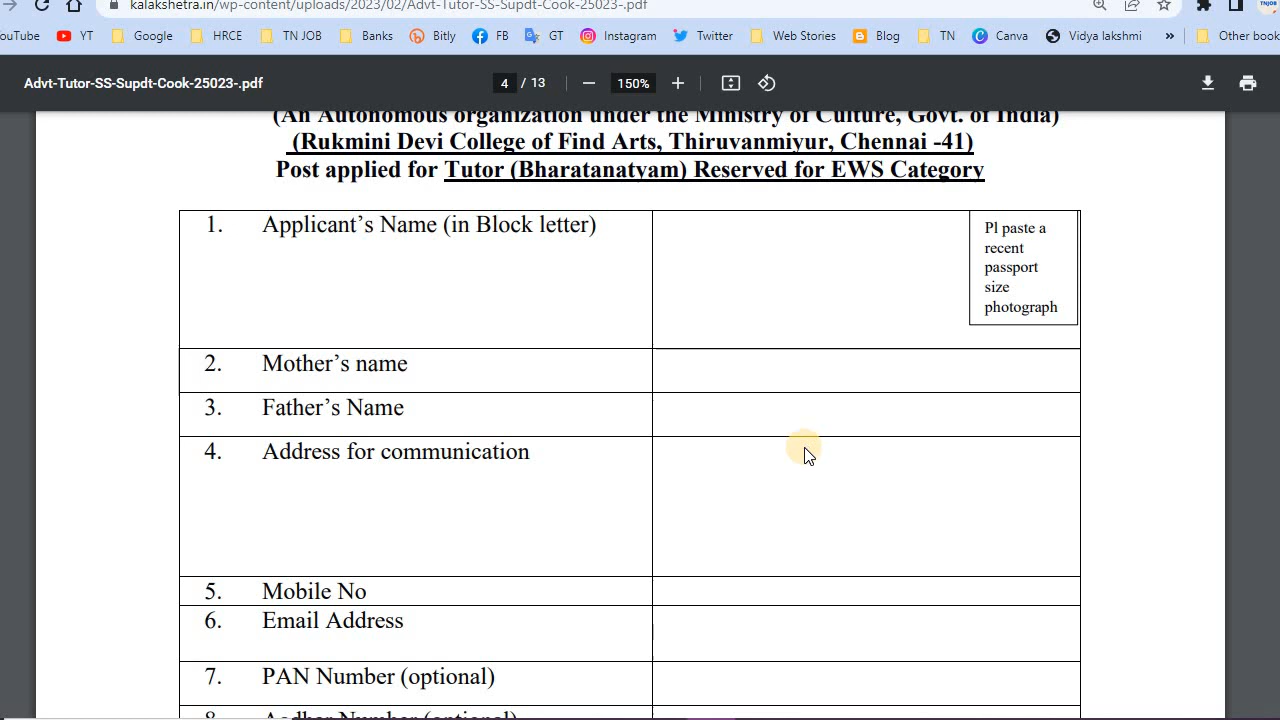 kalakshetra.in/wp-content/uploads/2023/02/Advt-Tutor-SS-Supdt-Cook-25023-.pdf
YouTube YT Google HRCE TN JOB Banks Bitly FB GT Instagram Twitter Web Stories Blog TN Canva Vidya lakshmi » Other book
Advt-Tutor-SS-Supdt-Cook-25023-.pdf 4 / 13 150%
(An Autonomous organization under the Ministry of Culture, Govt. of India)
(Rukmini Devi College of Find Arts, Thiruvanmiyur, Chennai -41)
Post applied for Tutor (Bharatanatyam) Reserved for EWS Category
1. Applicant's Name (in Block letter)
Pl paste a
recent
passport
size
photograph
2. Mother's name
3. Father's Name
4. Address for communication
5. Mobile No
6. Email Address
7. PAN Number (optional)
8. Aadhar Number (optional)